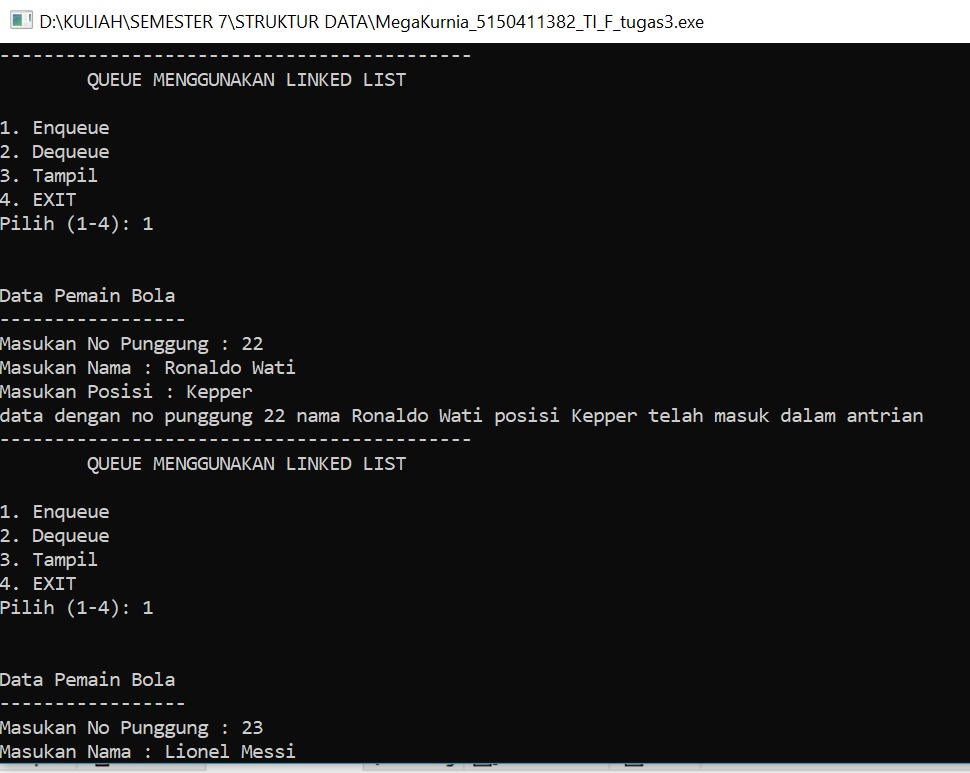 D:\KULIAH\SEMESTER 7\STRUKTUR DATA\MegaKurnia_5150411382_TI_F_tugas3.exe
-------------------------------------------
QUEUE MENGGUNAKAN LINKED LIST
1. Enqueue
2. Dequeue
3. Tampil
4. EXIT
Pilih (1-4): 1
Data Pemain Bola
-----------------
Masukan No Punggung : 22
Masukan Nama : Ronaldo Wati
Masukan Posisi : Kepper
data dengan no punggung 22 nama Ronaldo Wati posisi Kepper telah masuk dalam antrian
-------------------------------------------
QUEUE MENGGUNAKAN LINKED LIST
1. Enqueue
2. Dequeue
3. Tampil
4. EXIT
Pilih (1-4): 1
Data Pemain Bola
-----------------
Masukan No Punggung : 23
Masukan Nama : Lionel Messi